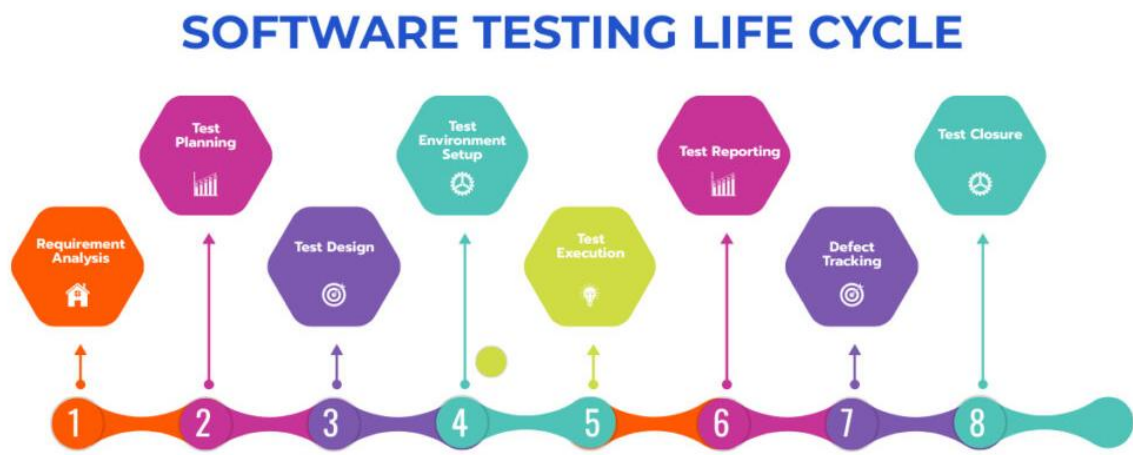 SOFTWARE TESTING LIFE CYCLE
Requirement
Analysis
Test
Planning
Test Design
Test
Environment
Setup
Test
Execution
Test Reporting
Defect
Tracking
Test Closure
1
2
3
4
5
6
7
8